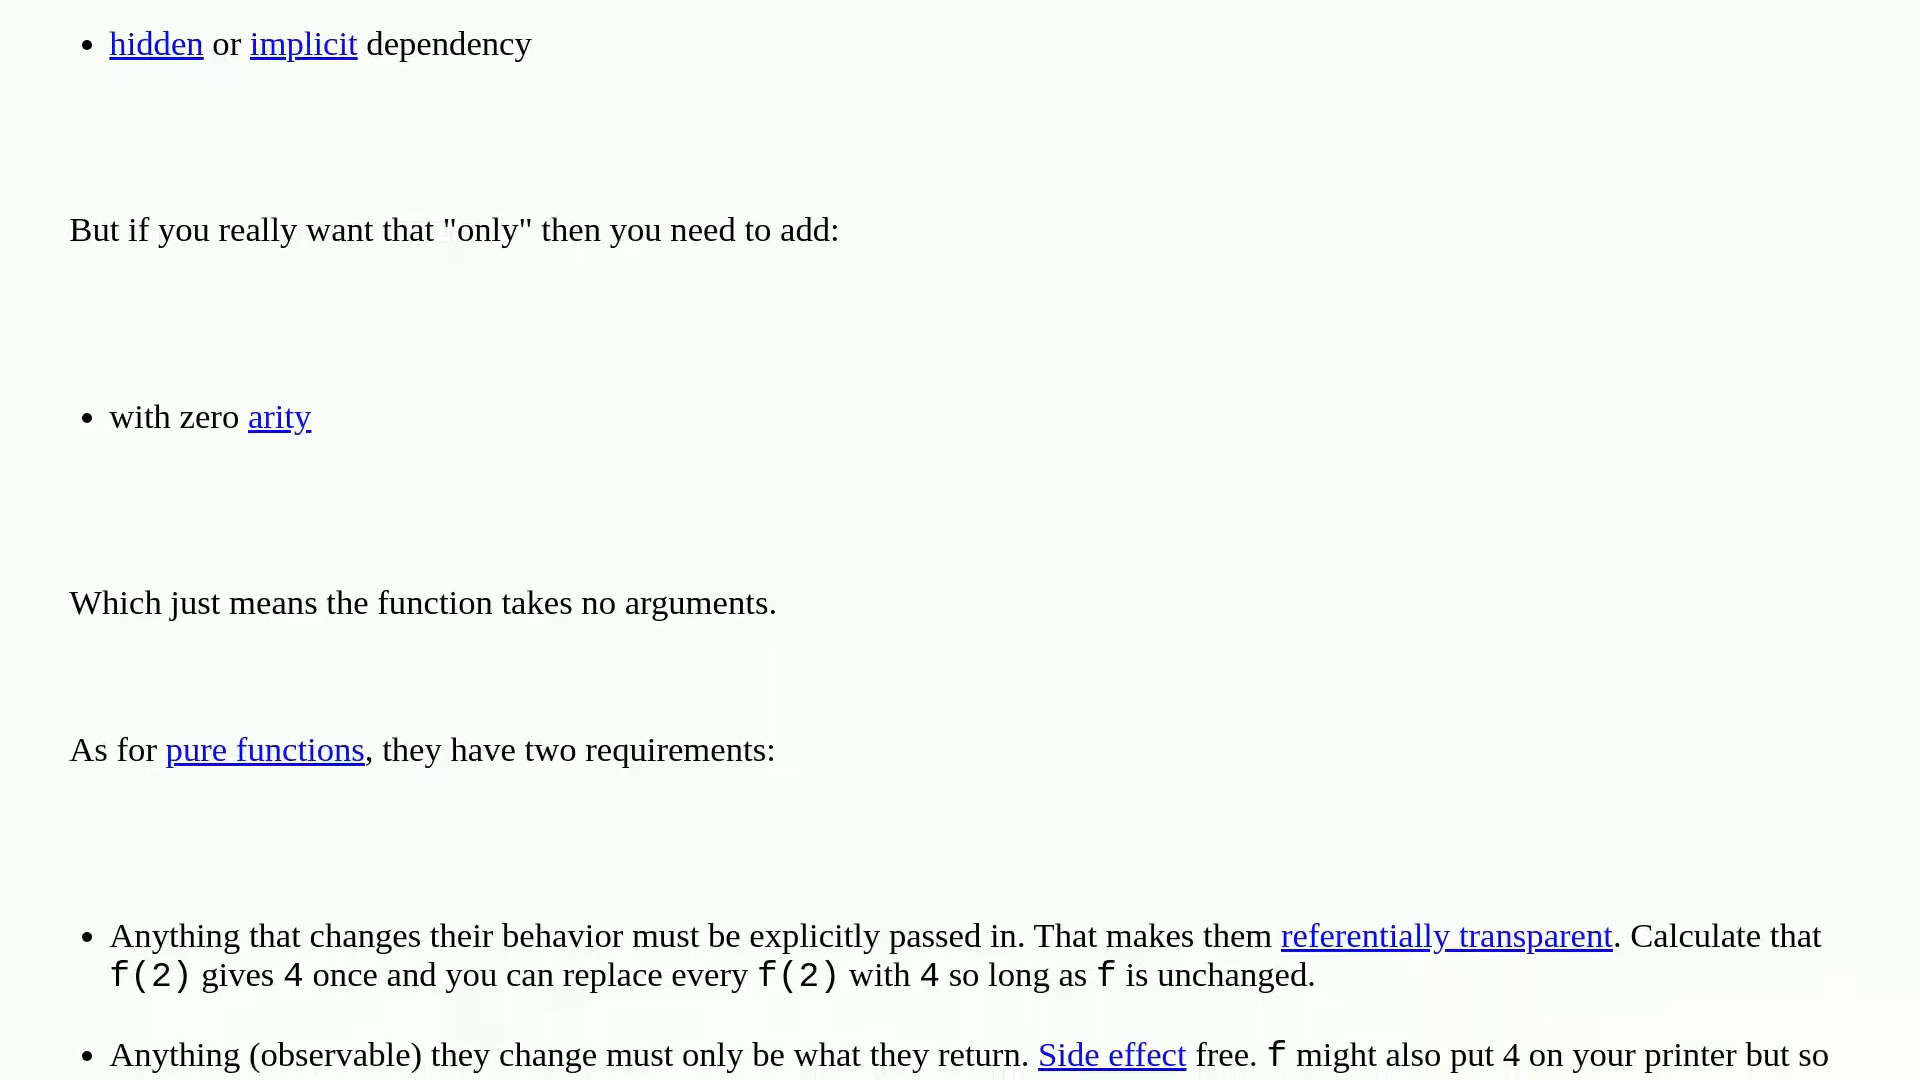 • hidden or implicit dependency
But if you really want that "only" then you need to add:
• with zero arity
Which just means the function takes no arguments.
As for pure functions, they have two requirements:
• Anything that changes their behavior must be explicitly passed in. That makes them referentially transparent. Calculate that
f(2) gives 4 once and you can replace every f(2) with 4 so long as f is unchanged.
• Anything (observable) they change must only be what they return. Side effect free. f might also put 4 on your printer but so